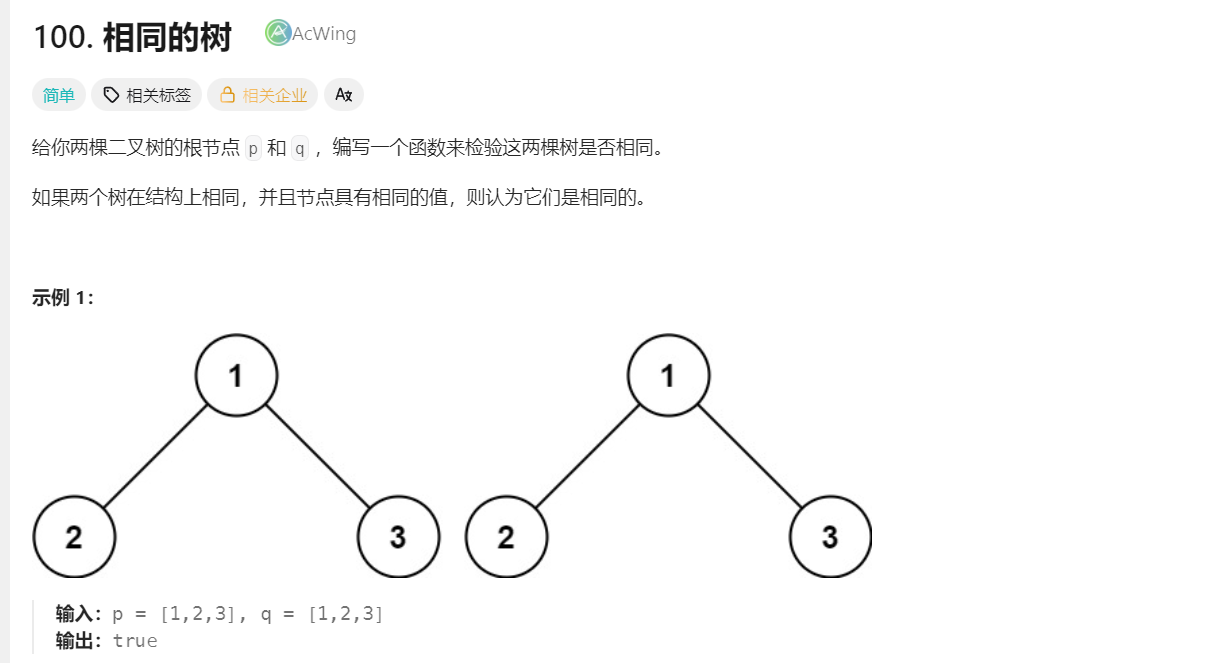 100. 相同的树 AcWing
简单 相关标签 相关企业 A文
给你两棵二叉树的根节点 p 和 q ，编写一个函数来检验这两棵树是否相同。
如果两个树在结构上相同，并且节点具有相同的值，则认为它们是相同的。
示例 1：
1 1
2 3 2 3
输入：p = [1,2,3], q = [1,2,3]
输出：true